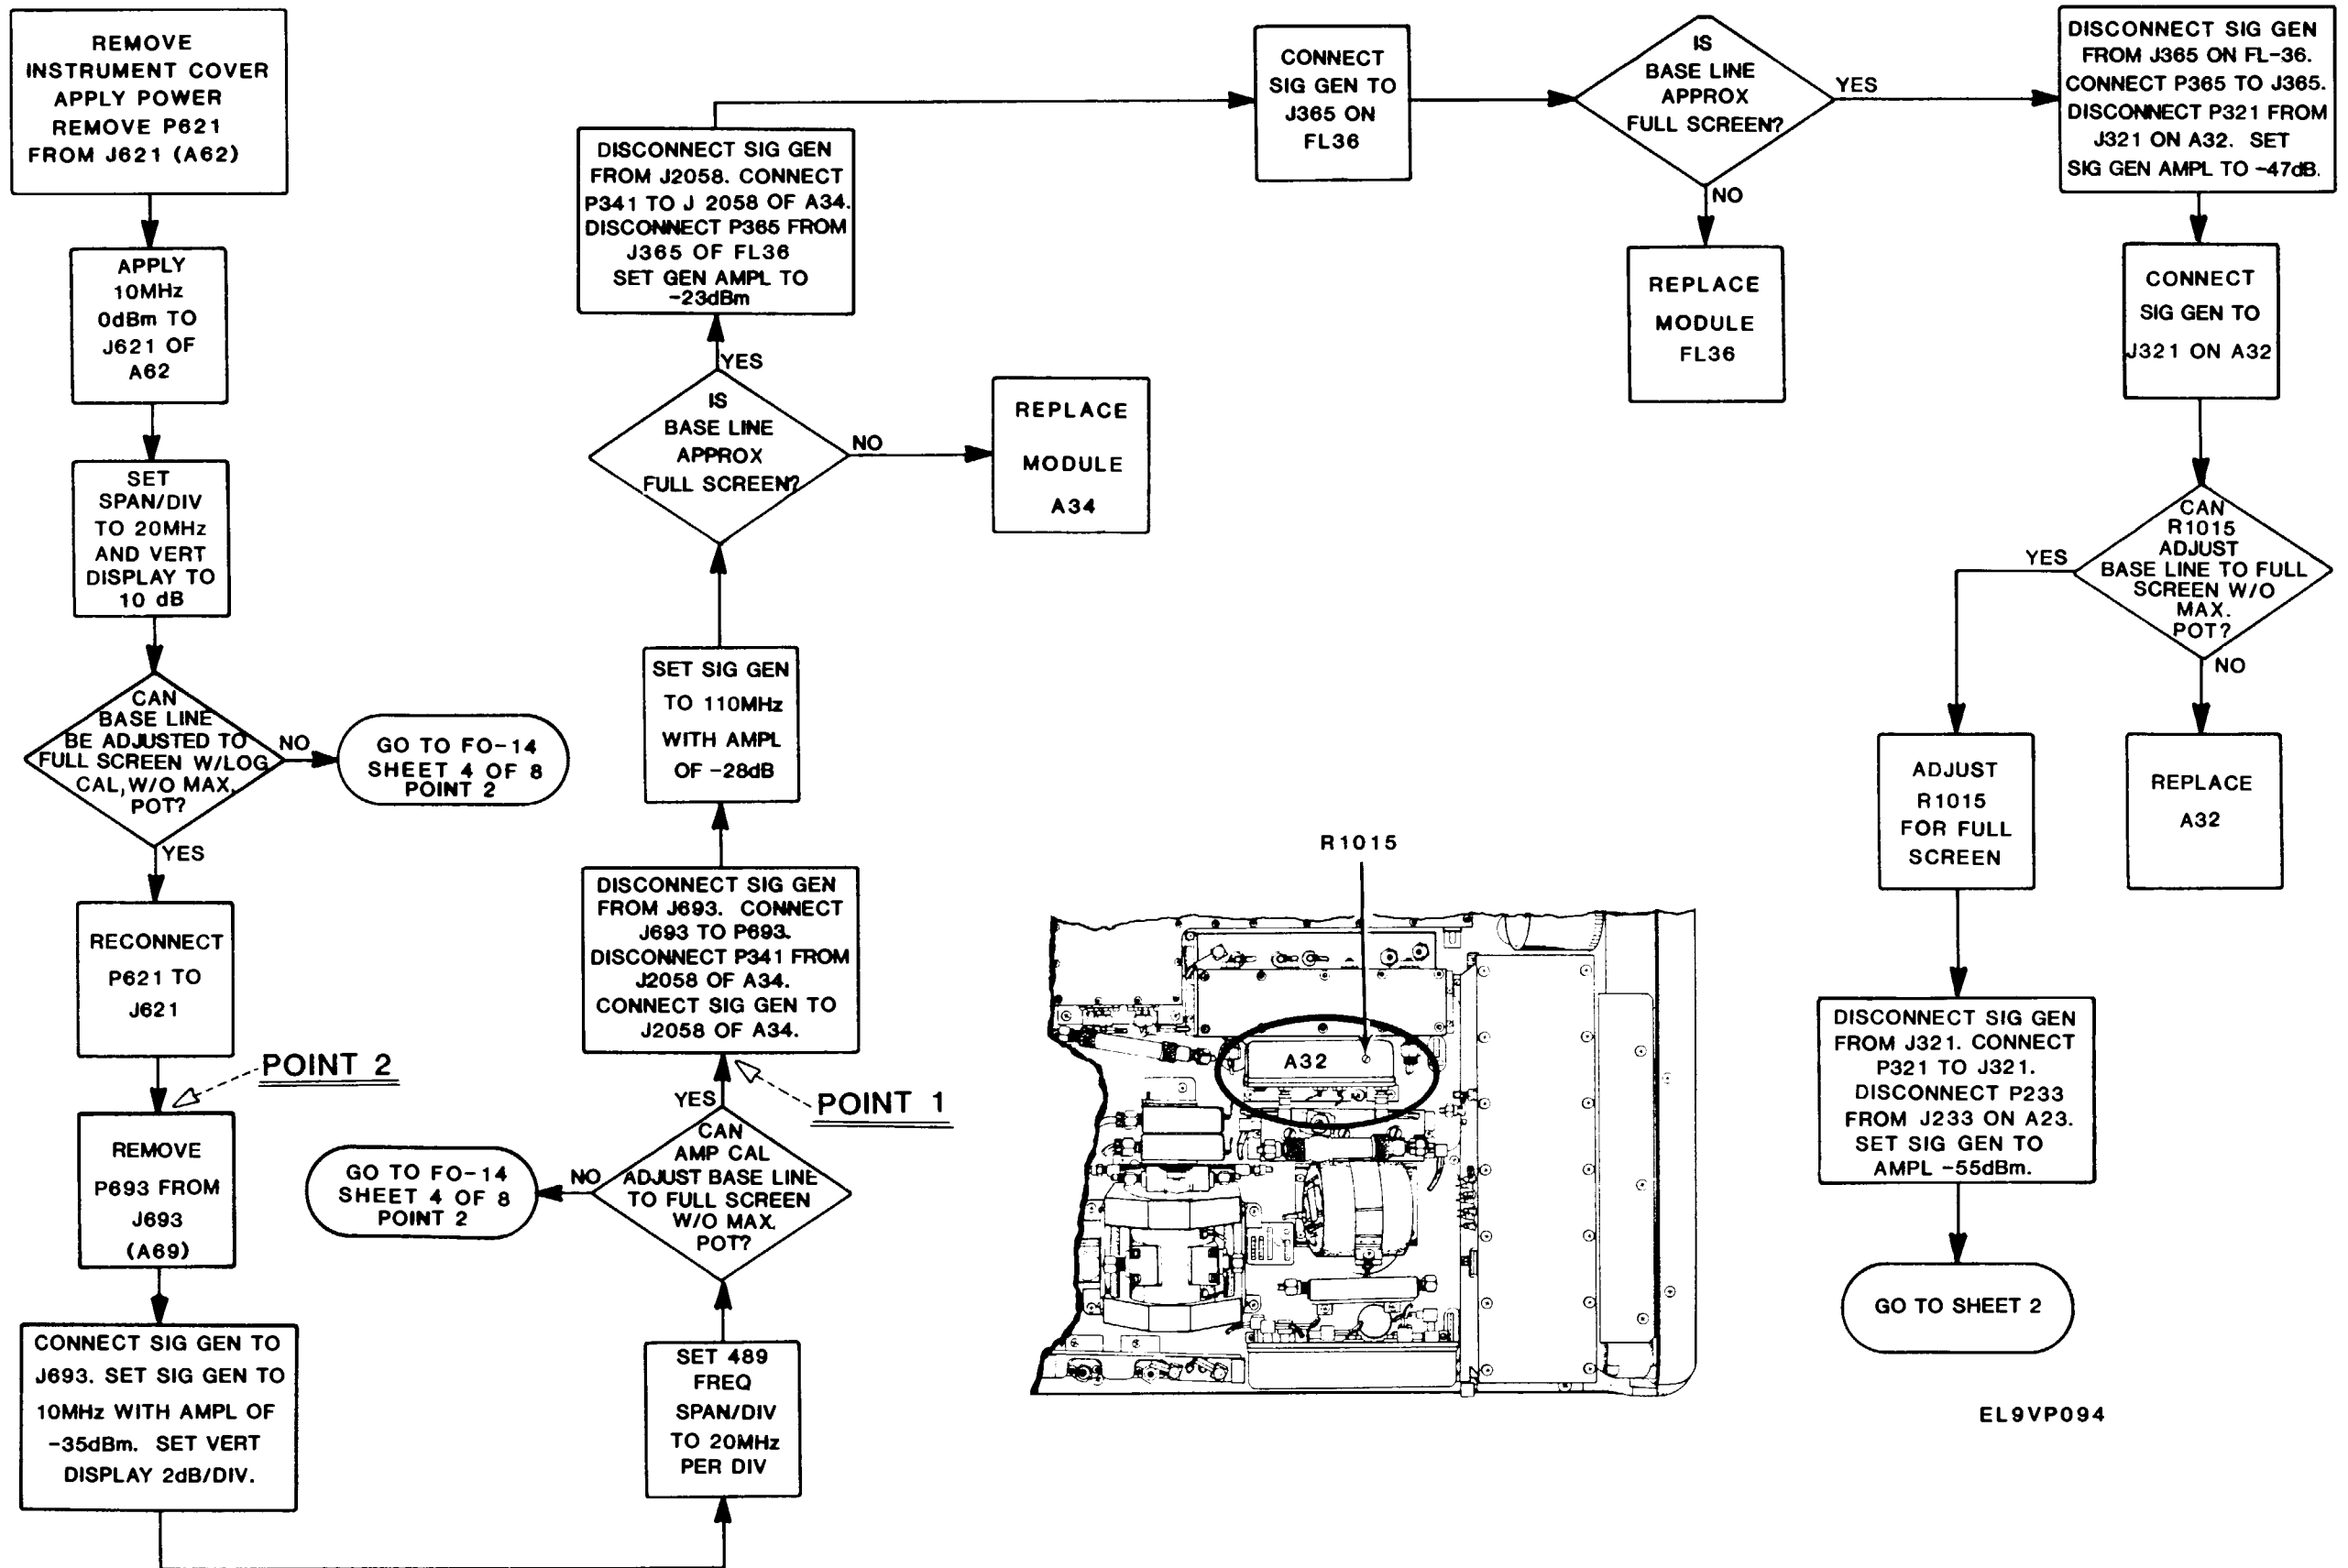 REMOVE
INSTRUMENT COVER
APPLY POWER
REMOVE P621
FROM J621 (A62)
APPLY
10MHz
0dBm TO
J621 OF
A62
SET
SPAN/DIV
TO 20MHz
AND VERT
DISPLAY TO
10 dB
CAN
BASE LINE
BE ADJUSTED TO
FULL SCREEN W/LOG
CAL, W/O MAX.
POT?
NO
GO TO FO-14
SHEET 4 OF 8
POINT 2
YES
RECONNECT
P621 TO
J621
POINT 2
REMOVE
P693 FROM
J693
(A69)
CONNECT SIG GEN TO
J693. SET SIG GEN TO
10MHz WITH AMPL OF
-35dBm. SET VERT
DISPLAY 2dB/DIV.
SET 489
FREQ
SPAN/DIV
TO 20MHz
PER DIV
CAN
AMP CAL
ADJUST BASE LINE
TO FULL SCREEN
W/O MAX.
POT?
NO
GO TO FO-14
SHEET 4 OF 8
POINT 2
YES
POINT 1
DISCONNECT SIG GEN
FROM J693. CONNECT
J693 TO P693.
DISCONNECT P341 FROM
J2058 OF A34.
CONNECT SIG GEN TO
J2058 OF A34.
SET SIG GEN
TO 110MHz
WITH AMPL
OF -28dB
IS
BASE LINE
APPROX
FULL SCREEN?
NO
REPLACE
MODULE
A34
YES
DISCONNECT SIG GEN
FROM J2058. CONNECT
P341 TO J 2058 OF A34.
DISCONNECT P365 FROM
J365 OF FL36
SET GEN AMPL TO
-23dBm
CONNECT
SIG GEN TO
J365 ON
FL36
IS
BASE LINE
APPROX
FULL SCREEN?
NO
REPLACE
MODULE
FL36
YES
DISCONNECT SIG GEN
FROM J365 ON FL-36.
CONNECT P365 TO J365.
DISCONNECT P321 FROM
J321 ON A32. SET
SIG GEN AMPL TO -47dB.
CONNECT
SIG GEN TO
J321 ON A32
CAN
R1015
ADJUST
BASE LINE TO FULL
SCREEN W/O
MAX.
POT?
NO
REPLACE
A32
YES
ADJUST
R1015
FOR FULL
SCREEN
DISCONNECT SIG GEN
FROM J321. CONNECT
P321 TO J321.
DISCONNECT P233
FROM J233 ON A23.
SET SIG GEN TO
AMPL -55dBm.
GO TO SHEET 2
R1015
A32
EL9VP094